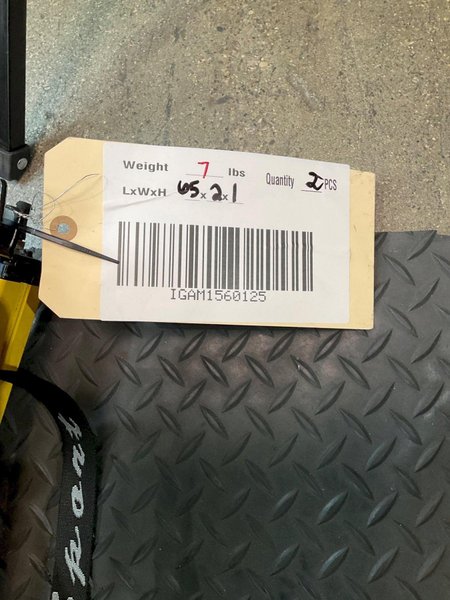 Weight 7 lbs
Quantity 2 PCS
LxWxH 65 x 2 x 1
IGAM1560125